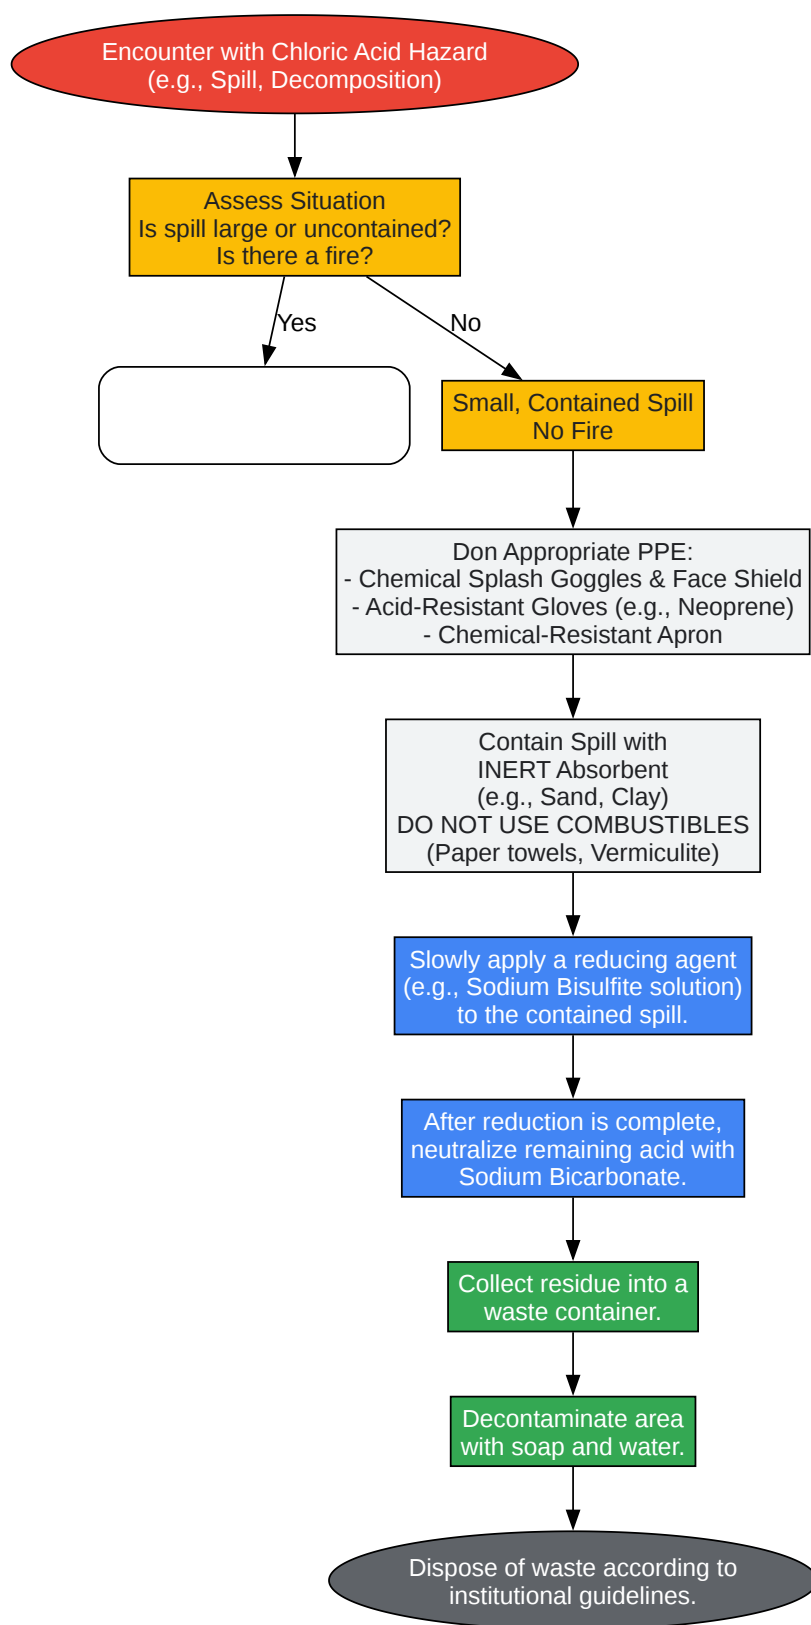 Encounter with Chloric Acid Hazard
(e.g., Spill, Decomposition)
Assess Situation
Is spill large or uncontained?
Is there a fire?
Yes
No
Small, Contained Spill
No Fire
Don Appropriate PPE:
- Chemical Splash Goggles & Face Shield
- Acid-Resistant Gloves (e.g., Neoprene)
- Chemical-Resistant Apron
Contain Spill with
INERT Absorbent
(e.g., Sand, Clay)
DO NOT USE COMBUSTIBLES
(Paper towels, Vermiculite)
Slowly apply a reducing agent
(e.g., Sodium Bisulfite solution)
to the contained spill.
After reduction is complete,
neutralize remaining acid with
Sodium Bicarbonate.
Collect residue into a
waste container.
Decontaminate area
with soap and water.
Dispose of waste according to
institutional guidelines.